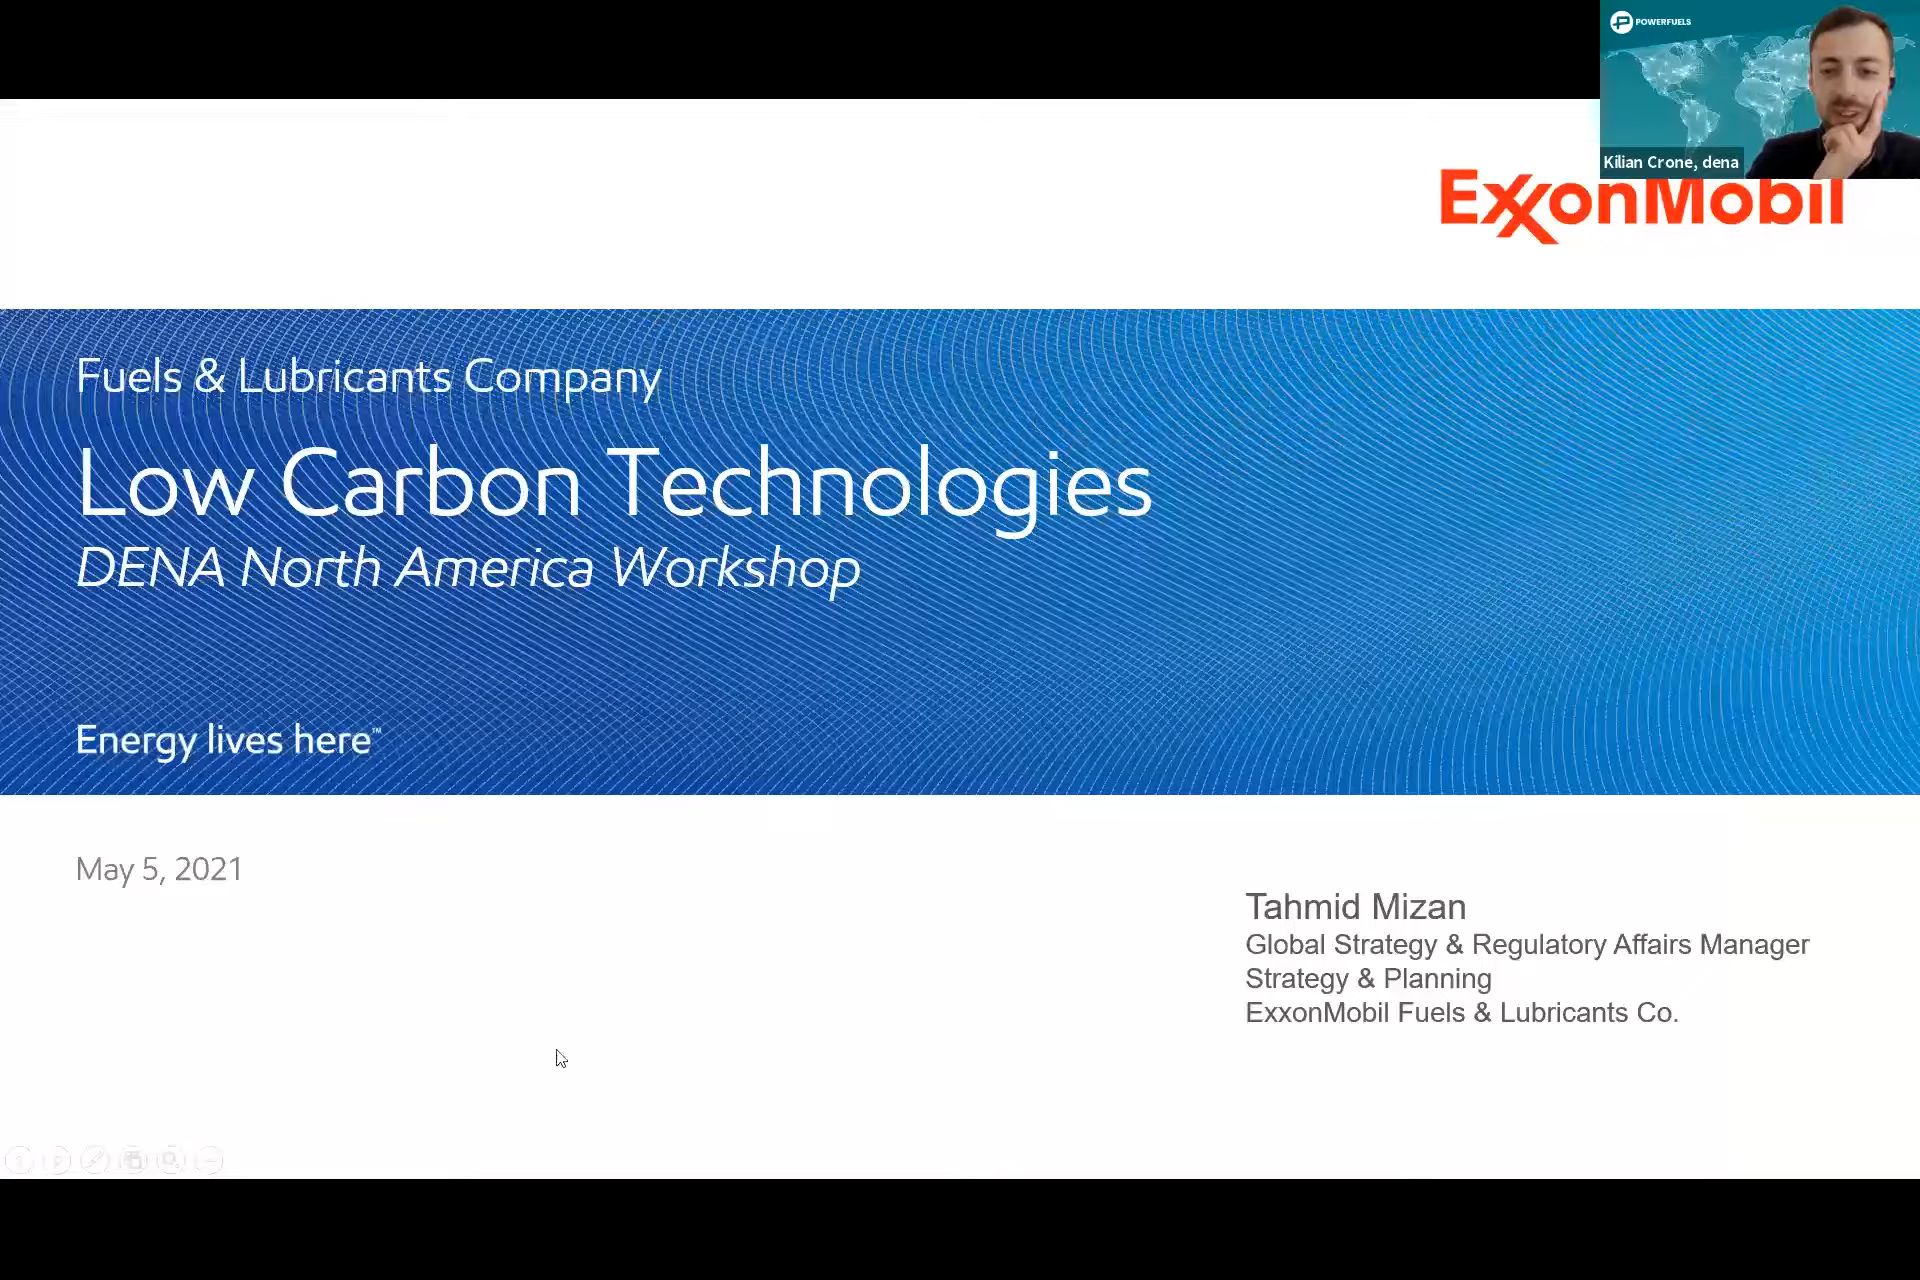 POWERFUELS
Kilian Crone, dena
ExxonMobil
Fuels & Lubricants Company
Low Carbon Technologies
DENA North America Workshop
Energy lives here™
May 5, 2021
Tahmid Mizan
Global Strategy & Regulatory Affairs Manager
Strategy & Planning
ExxonMobil Fuels & Lubricants Co.